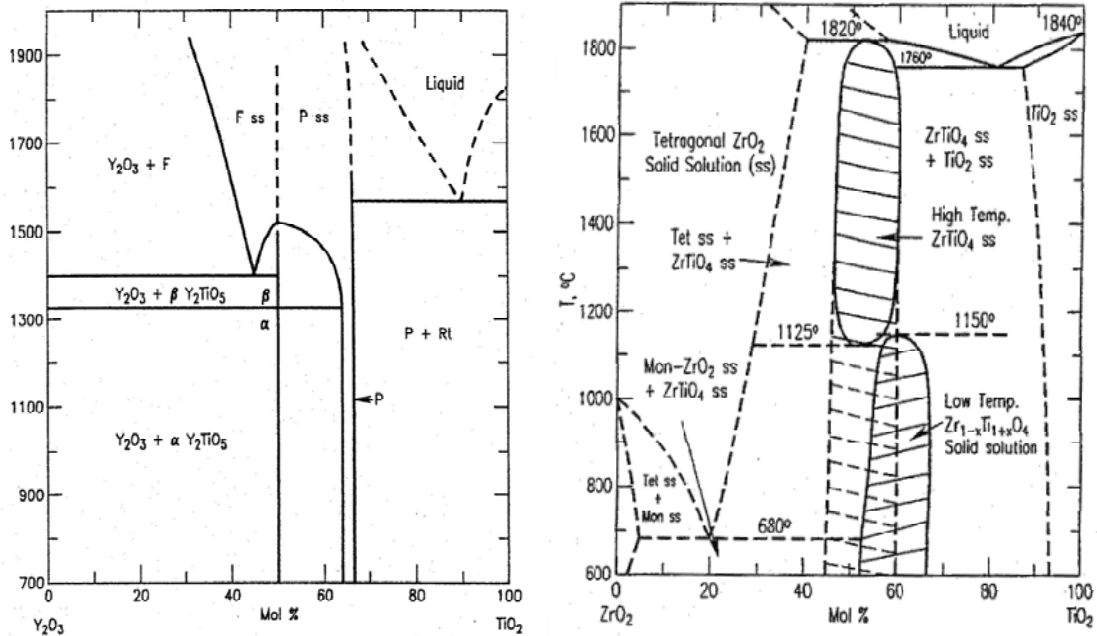 1900
1700
1500
1300
1100
900
700
F ss
P ss
Liquid
Y₂O₃ + F
Y₂O₃ + β Y₂TiO₅
β
α
P + Rt
P
Y₂O₃ + α Y₂TiO₅
0
20
40
60
80
100
Y₂O₃
Mol %
TiO₂
T, °C
1800
1600
1400
1200
1000
800
600
1820°
Liquid
1840°
1760°
TiO₂ ss
Tetragonal ZrO₂
Solid Solution (ss)
ZrTiO₄ ss
+ TiO₂ ss
High Temp.
ZrTiO₄ ss
Tet ss +
ZrTiO₄ ss
1125°
1150°
Mon-ZrO₂ ss
+ ZrTiO₄ ss
Low Temp.
Zr₁₋ₓTi₁₊ₓO₄
Solid solution
Tet ss
+
Mon ss
680°
0
20
40
60
80
100
ZrO₂
Mol %
TiO₂